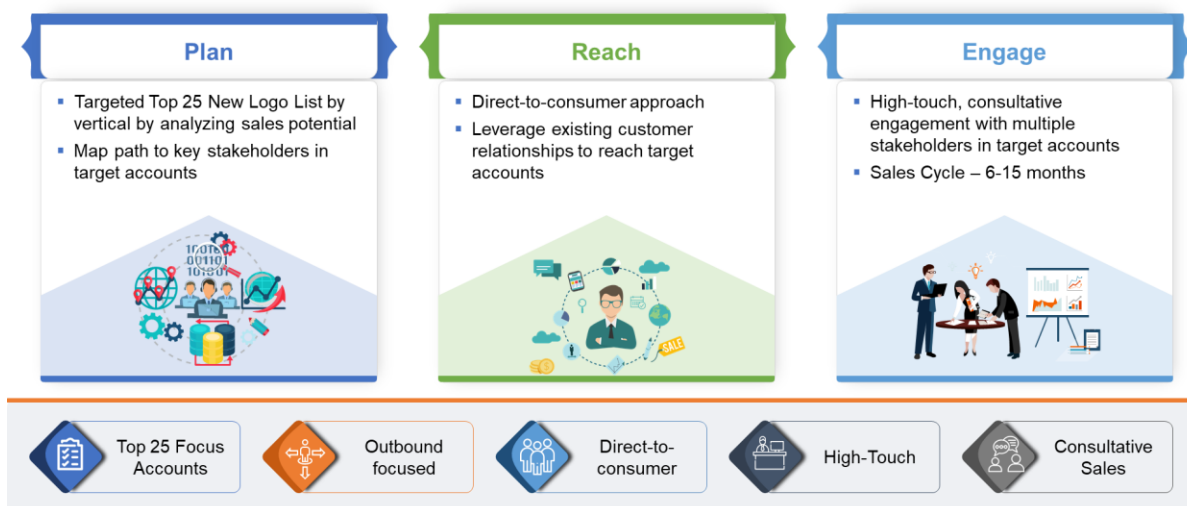 Plan
Targeted Top 25 New Logo List by
vertical by analyzing sales potential
Map path to key stakeholders in
target accounts
100100
001101
101001
Reach
Direct-to-consumer approach
Leverage existing customer
relationships to reach target
accounts
SALE
Engage
High-touch, consultative
engagement with multiple
stakeholders in target accounts
Sales Cycle – 6-15 months
Top 25 Focus
Accounts
Outbound
focused
Direct-to-
consumer
High-Touch
Consultative
Sales